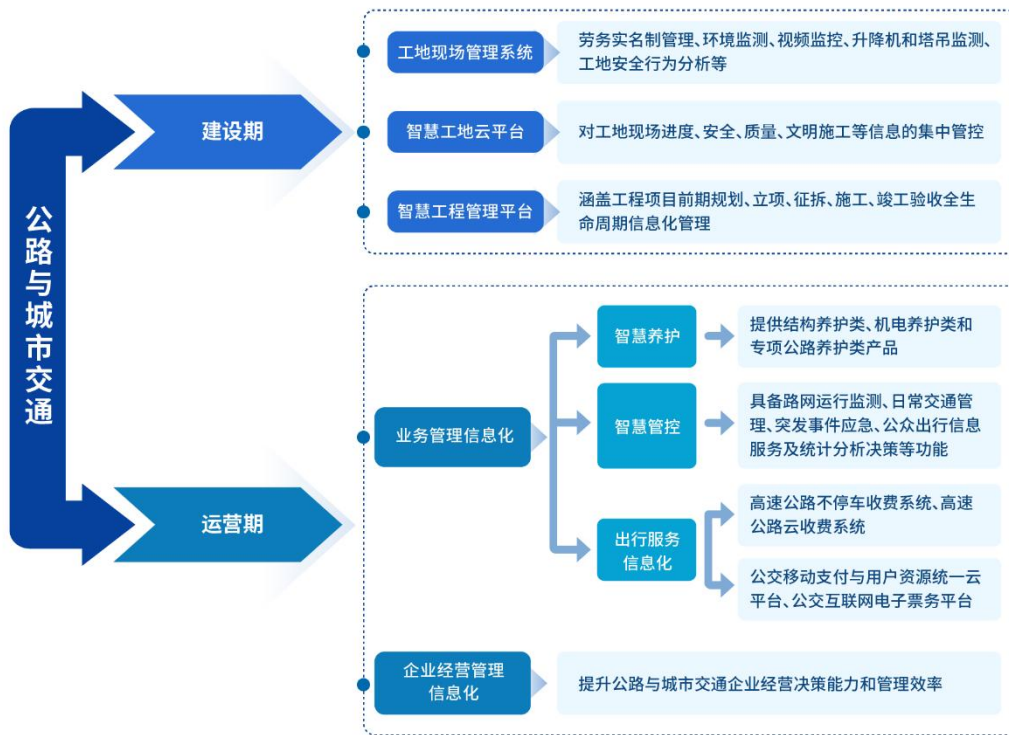 公路与城市交通
建设期
工地现场管理系统
劳务实名制管理、环境监测、视频监控、升降机和塔吊监测、
工地安全行为分析等
智慧工地云平台
对工地现场进度、安全、质量、文明施工等信息的集中管控
智慧工程管理平台
涵盖工程项目前期规划、立项、征拆、施工、竣工验收全生
命周期信息化管理
运营期
业务管理信息化
智慧养护
提供结构养护类、机电养护类和
专项公路养护类产品
智慧管控
具备路网运行监测、日常交通管
理、突发事件应急、公众出行信息
服务及统计分析决策等功能
出行服务
信息化
高速公路不停车收费系统、高速
公路云收费系统
公交移动支付与用户资源统一云
平台、公交互联网电子票务平台
企业经营管理
信息化
提升公路与城市交通企业经营决策能力和管理效率